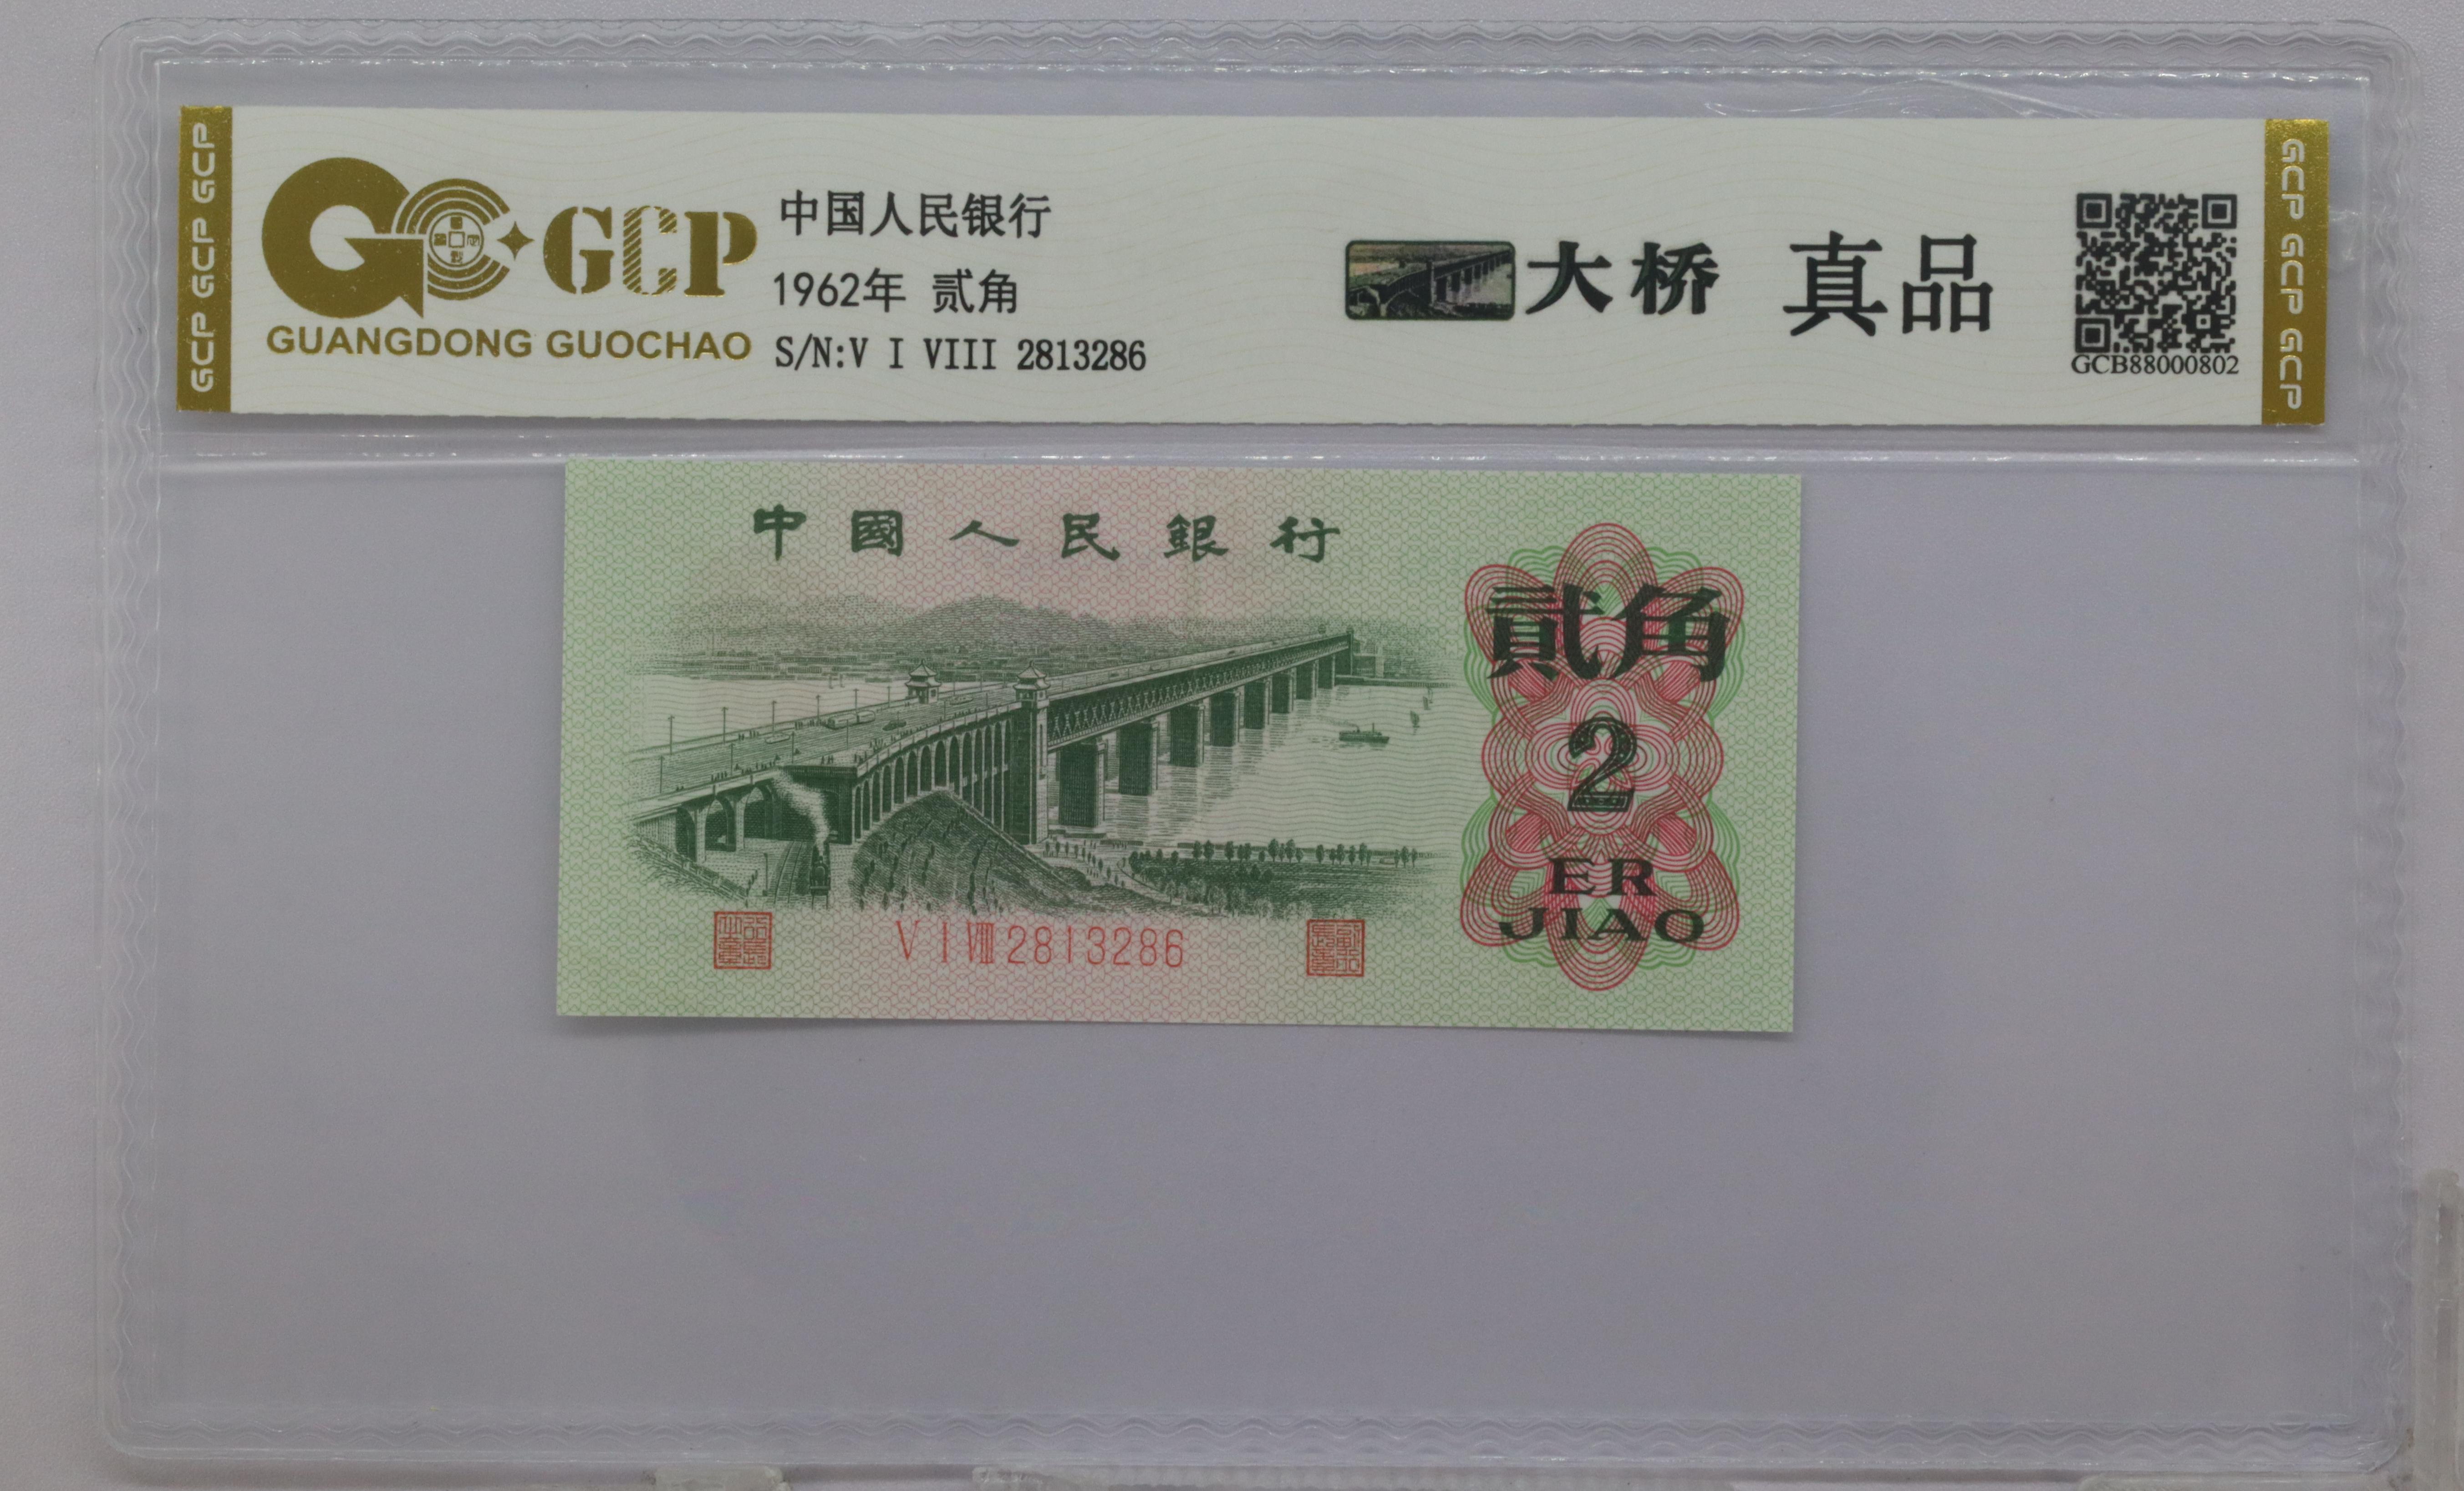 GCP GCP GCP
GCP
GUANGDONG GUOCHAO
中国人民银行
1962年 贰角
S/N:V I VIII 2813286
大桥 真品
GCB88000802
GCP GCP GCP
中國人民銀行
貳角
2
ER
JIAO
V I VIII 2813286